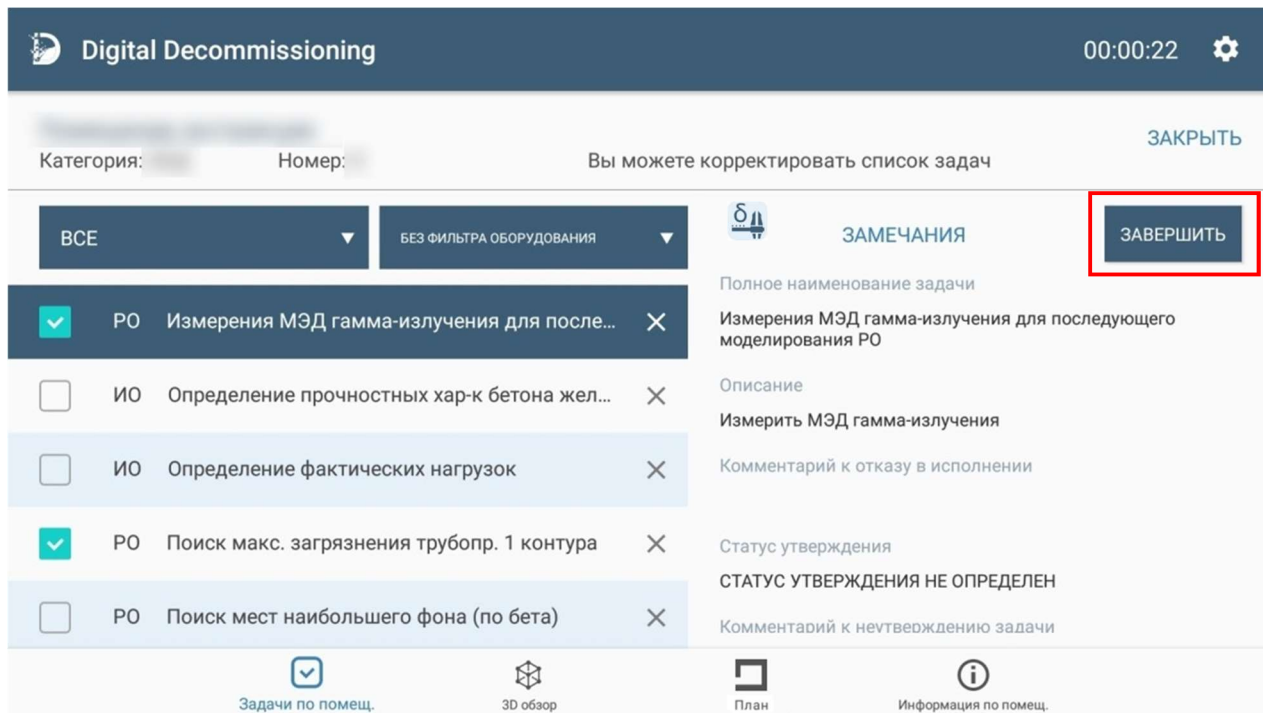 Digital Decommissioning
00:00:22
ЗАКРЫТЬ
Категория:
Номер:
Вы можете корректировать список задач
ВСЕ
БЕЗ ФИЛЬТРА ОБОРУДОВАНИЯ
РО Измерения МЭД гамма-излучения для после...
ИО Определение прочностных хар-к бетона жел...
ИО Определение фактических нагрузок
РО Поиск макс. загрязнения трубопр. 1 контура
РО Поиск мест наибольшего фона (по бета)
ЗАМЕЧАНИЯ
ЗАВЕРШИТЬ
Полное наименование задачи
Измерения МЭД гамма-излучения для последующего
моделирования РО
Описание
Измерить МЭД гамма-излучения
Комментарий к отказу в исполнении
Статус утверждения
СТАТУС УТВЕРЖДЕНИЯ НЕ ОПРЕДЕЛЕН
Комментарий к неутверждению задачи
Задачи по помещ.
3D обзор
План
Информация по помещ.